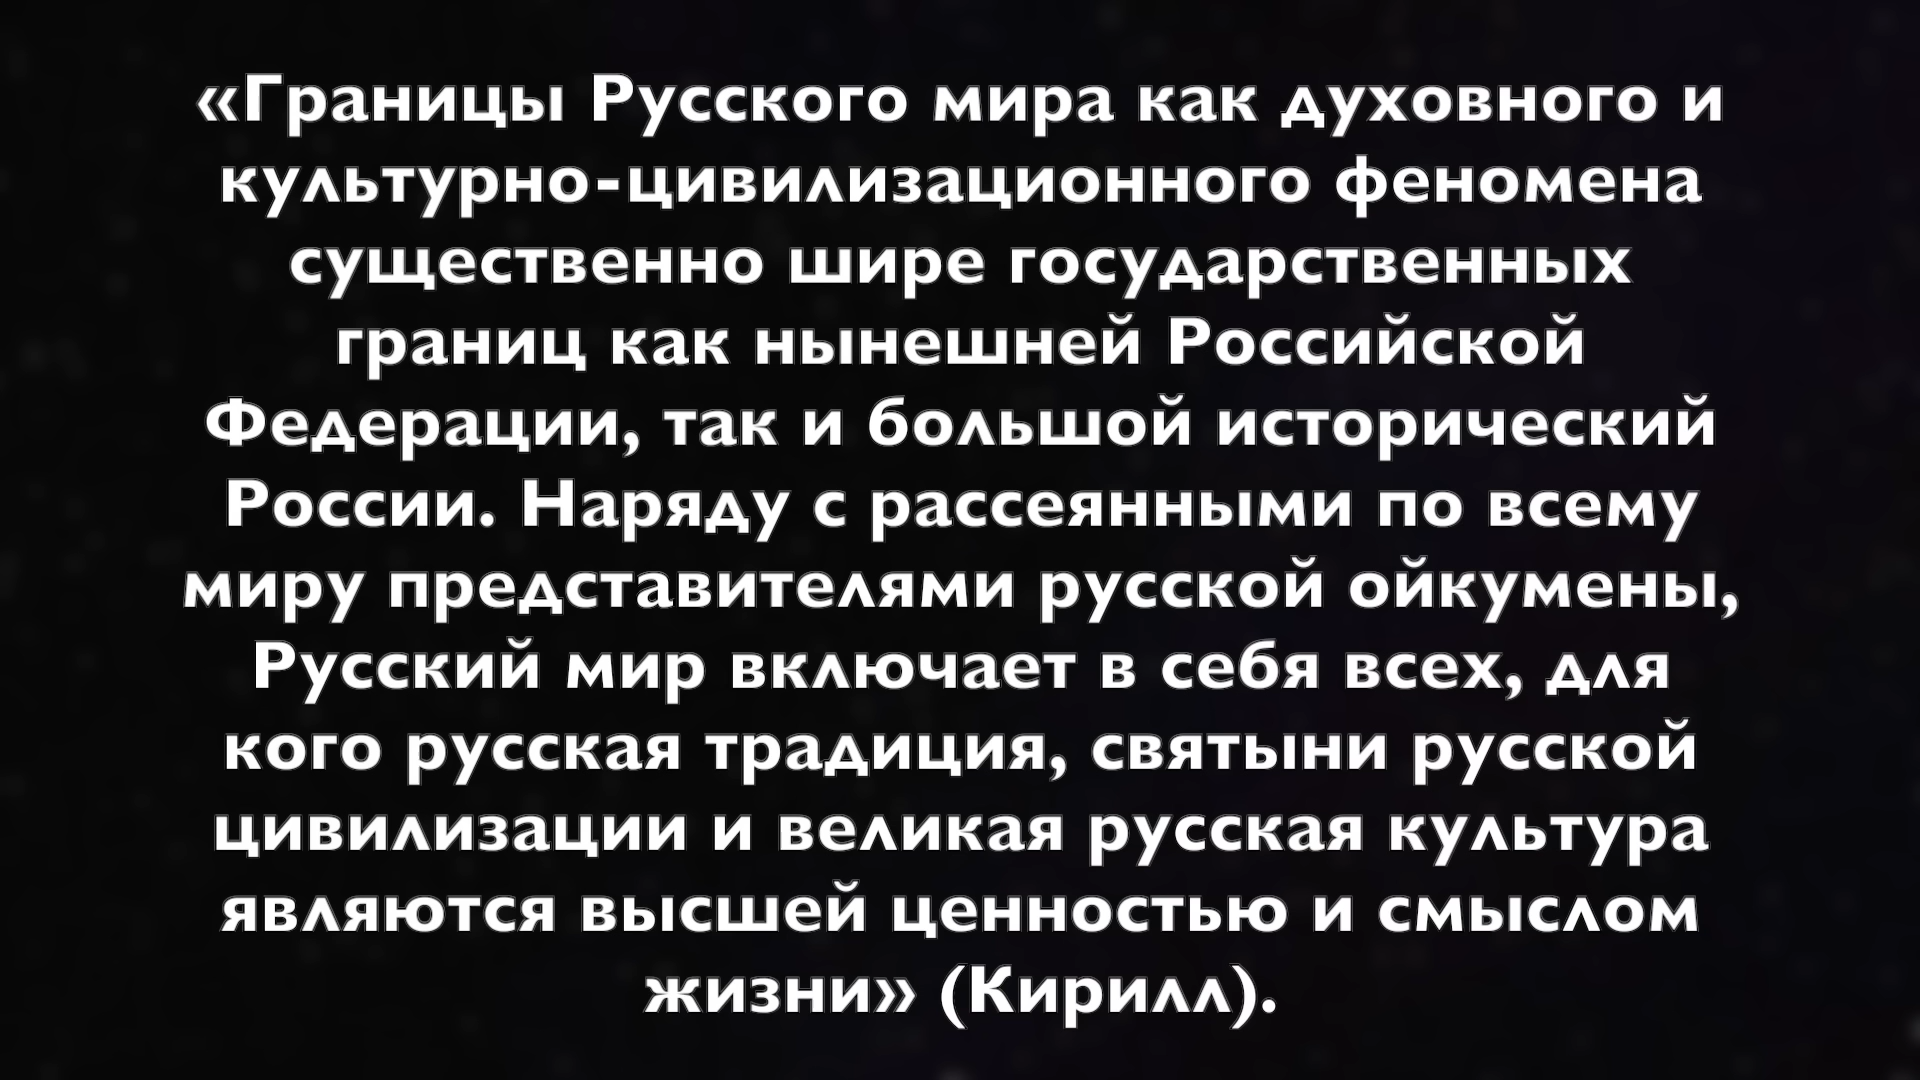 «Границы Русского мира как духовного и
культурно-цивилизационного феномена
существенно шире государственных
границ как нынешней Российской
Федерации, так и большой исторический
России. Наряду с рассеянными по всему
миру представителями русской ойкумены,
Русский мир включает в себя всех, для
кого русская традиция, святыни русской
цивилизации и великая русская культура
являются высшей ценностью и смыслом
жизни» (Кирилл).